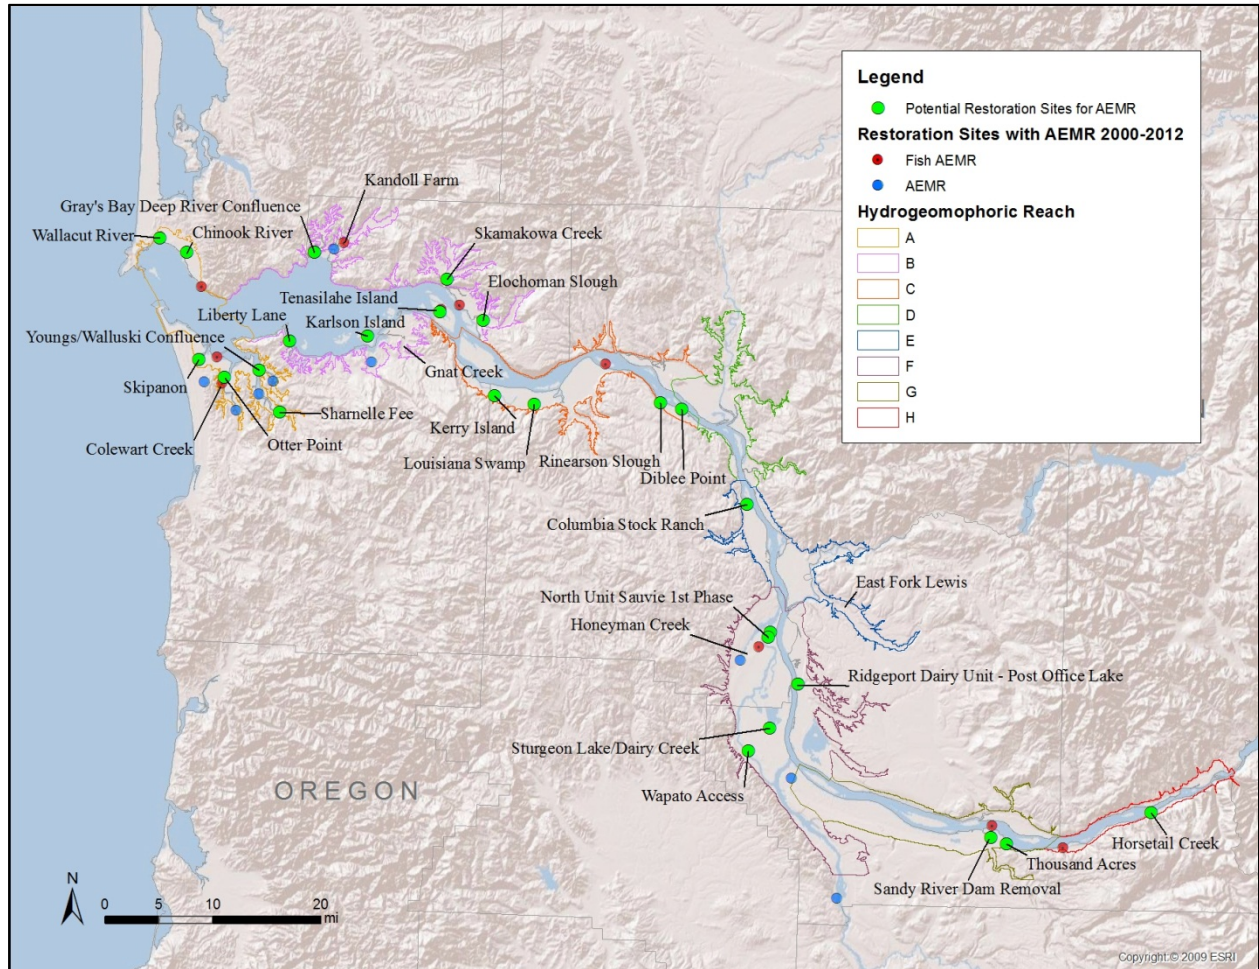 Legend
Potential Restoration Sites for AEMR
Restoration Sites with AEMR 2000-2012
Fish AEMR
AEMR
Hydrogeomophoric Reach
A
B
C
D
E
F
G
H
Kandoll Farm
Gray's Bay Deep River Confluence
Wallacut River
Chinook River
Skamakowa Creek
Elochoman Slough
Tenasilahe Island
Liberty Lane
Karlson Island
Youngs/Walluski Confluence
Gnat Creek
Skipanon
Sharnelle Fee
Kerry Island
Colewart Creek
Otter Point
Louisiana Swamp
Rinearson Slough
Diblee Point
Columbia Stock Ranch
East Fork Lewis
North Unit Sauvie 1st Phase
Honeyman Creek
Ridgeport Dairy Unit - Post Office Lake
Sturgeon Lake/Dairy Creek
OREGON
Wapato Access
Horsetail Creek
Thousand Acres
Sandy River Dam Removal
N
0 5 10 20
mi
Copyright © 2009 ESRI